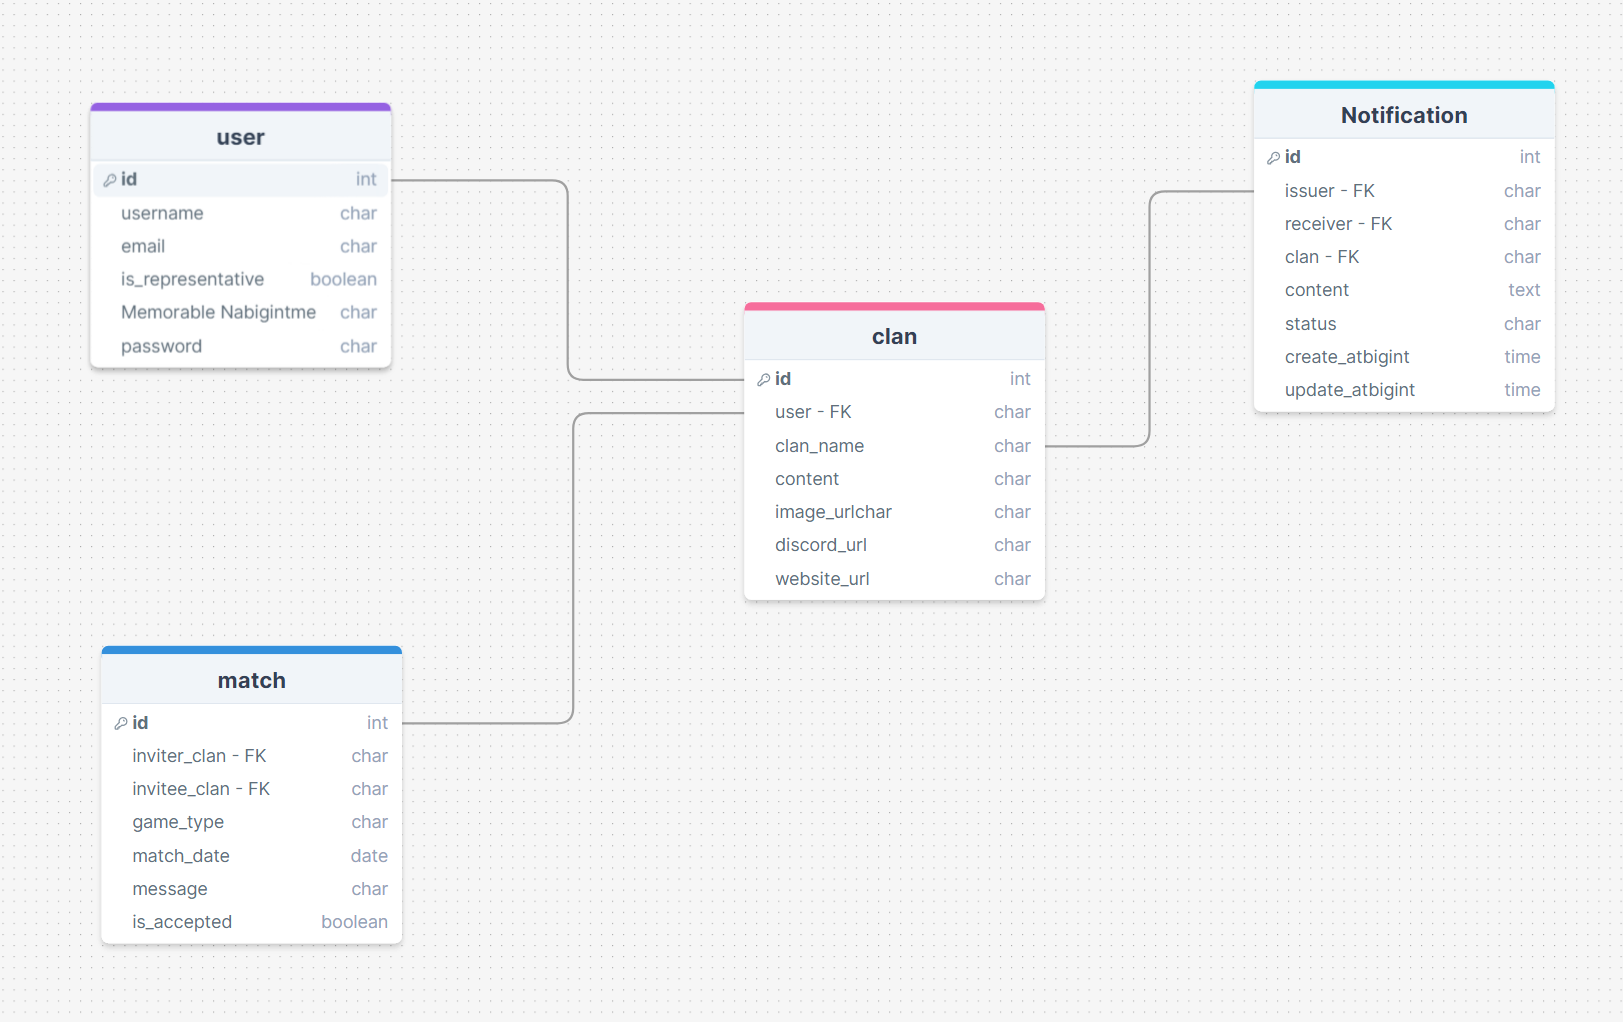 user
id int
username char
email char
is_representative boolean
Memorable Nabigintme char
password char
Notification
id int
issuer - FK char
receiver - FK char
clan - FK char
content text
status char
create_atbigint time
update_atbigint time
clan
id int
user - FK char
clan_name char
content char
image_urlchar char
discord_url char
website_url char
match
id int
inviter_clan - FK char
invitee_clan - FK char
game_type char
match_date date
message char
is_accepted boolean